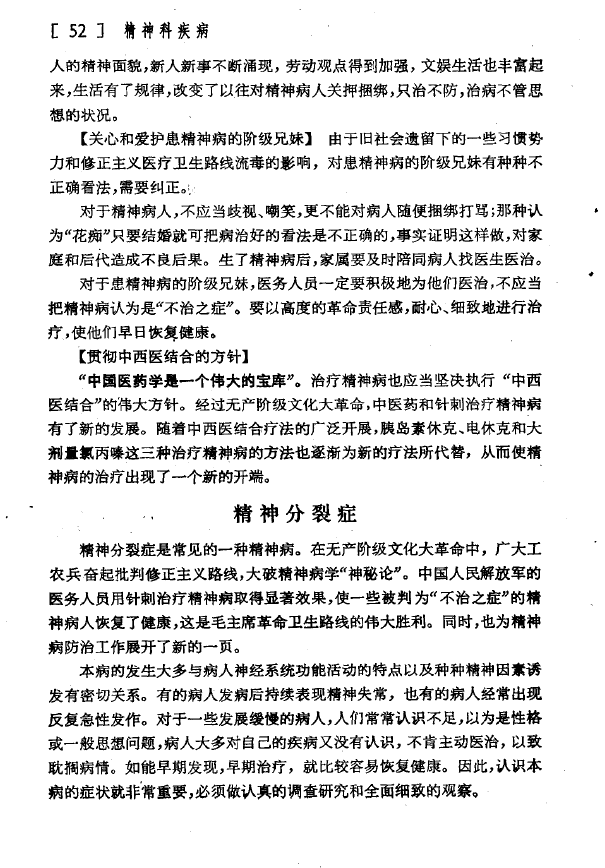 [ 52 ] 精神科疾病
人的精神面貌,新人新事不断涌现，劳动观点得到加强，文娱生活也丰富起
来,生活有了规律,改变了以往对精神病人关押捆绑,只治不防,治病不管思
想的状况。
【关心和爱护患精神病的阶级兄妹】 由于旧社会遗留下的一些习惯势
力和修正主义医疗卫生路线流毒的影响，对患精神病的阶级兄妹有种种不
正确看法,需要纠正。
对于精神病人,不应当歧视、嘲笑,更不能对病人随便捆绑打骂;那种认
为“花痴”只要结婚就可把病治好的看法是不正确的,事实证明这样做,对家
庭和后代造成不良后果。生了精神病后,家属要及时陪同病人找医生医治。
对于患精神病的阶级兄妹,医务人员一定要积极地为他们医治,不应当
把精神病认为是“不治之症”。要以高度的革命责任感,耐心、细致地进行治
疗,使他们早日恢复健康。
【贯彻中西医结合的方针】
“中国医药学是一个伟大的宝库”。治疗精神病也应当坚决执行“中西
医结合”的伟大方针。经过无产阶级文化大革命,中医药和针刺治疗精神病
有了新的发展。随着中西医结合疗法的广泛开展,胰岛素休克、电休克和大
剂量氯丙嗪这三种治疗精神病的方法也逐渐为新的疗法所代替，从而使精
神病的治疗出现了一个新的开端。
精神分裂症
精神分裂症是常见的一种精神病。在无产阶级文化大革命中，广大工
农兵奋起批判修正主义路线,大破精神病学“神秘论”。中国人民解放军的
医务人员用针刺治疗精神病取得显著效果,使一些被判为“不治之症”的精
神病人恢复了健康,这是毛主席革命卫生路线的伟大胜利。同时,也为精神
病防治工作展开了新的一页。
本病的发生大多与病人神经系统功能活动的特点以及种种精神因素诱
发有密切关系。有的病人发病后持续表现精神失常，也有的病人经常出现
反复急性发作。对于一些发展缓慢的病人,人们常常认识不足,以为是性格
或一般思想问题,病人大多对自己的疾病又没有认识，不肯主动医治，以致
耽搁病情。如能早期发现,早期治疗，就比较容易恢复健康。因此,认识本
病的症状就非常重要,必须做认真的调查研究和全面细致的观察。